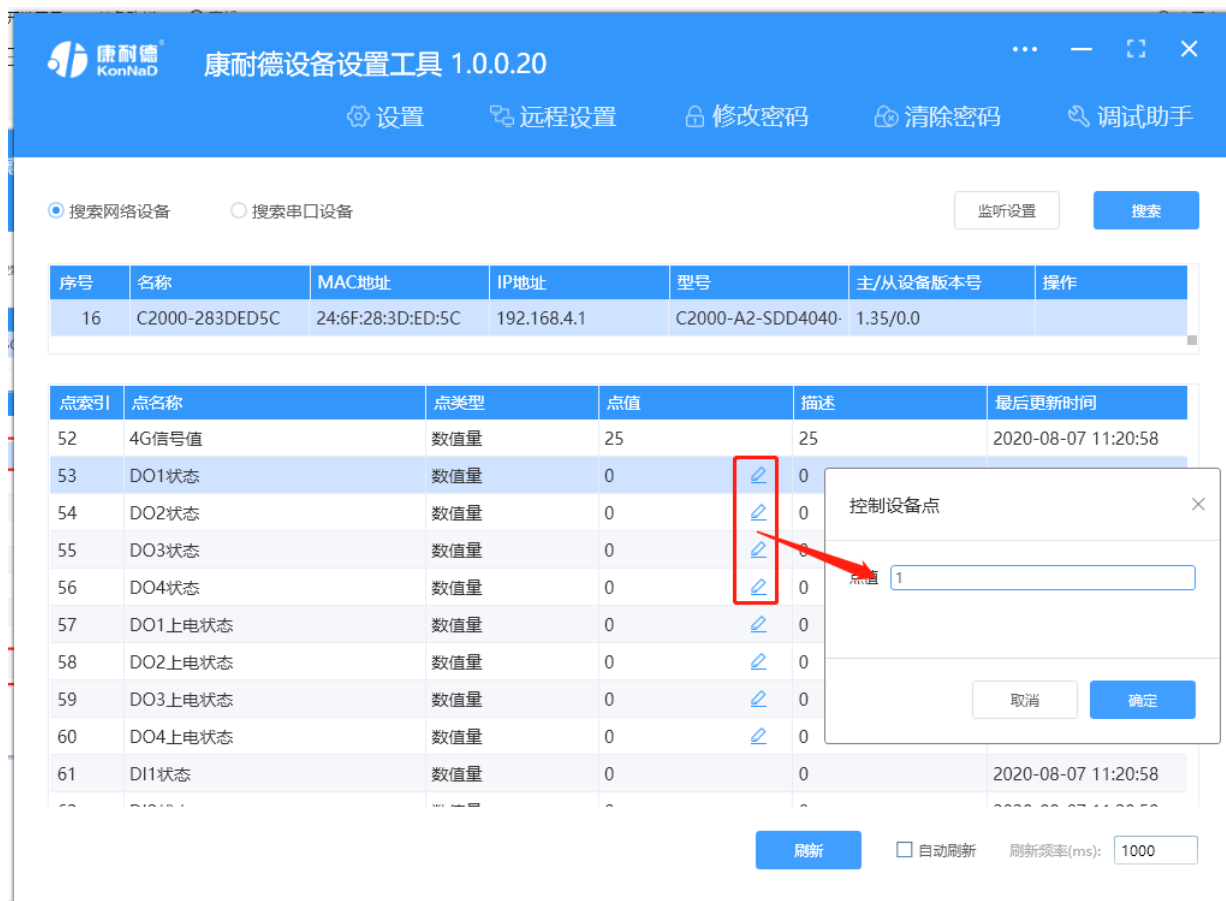 康耐德
KonNaD
康耐德设备设置工具 1.0.0.20
设置 远程设置 修改密码 清除密码 调试助手
搜索网络设备 搜索串口设备 监听设置 搜索
序号 名称 MAC地址 IP地址 型号 主/从设备版本号 操作
16 C2000-283DED5C 24:6F:28:3D:ED:5C 192.168.4.1 C2000-A2-SDD4040- 1.35/0.0
点索引 点名称 点类型 点值 描述 最后更新时间
52 4G信号值 数值量 25 25 2020-08-07 11:20:58
53 DO1状态 数值量 0 0
54 DO2状态 数值量 0 0
55 DO3状态 数值量 0 0
56 DO4状态 数值量 0 0
57 DO1上电状态 数值量 0 0
58 DO2上电状态 数值量 0 0
59 DO3上电状态 数值量 0 0
60 DO4上电状态 数值量 0 0
61 DI1状态 数值量 0 0 2020-08-07 11:20:58
控制设备点
点值 1
取消 确定
刷新 自动刷新 刷新频率(ms): 1000